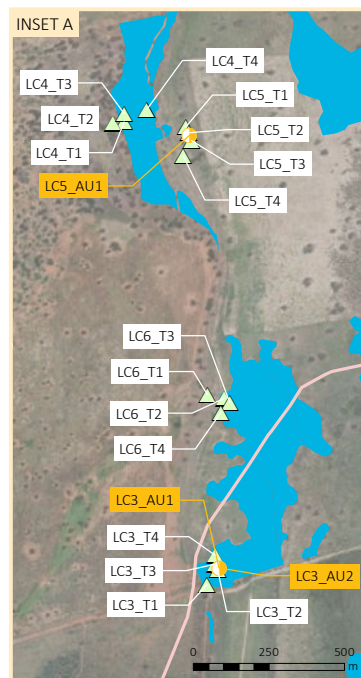 INSET A
LC4_T4
LC4_T3
LC5_T1
LC4_T2
LC5_T2
LC4_T1
LC5_T3
LC5_AU1
LC5_T4
LC6_T3
LC6_T1
LC6_T2
LC6_T4
LC3_AU1
LC3_T4
LC3_T3
LC3_AU2
LC3_T1
LC3_T2
0 250 500
m